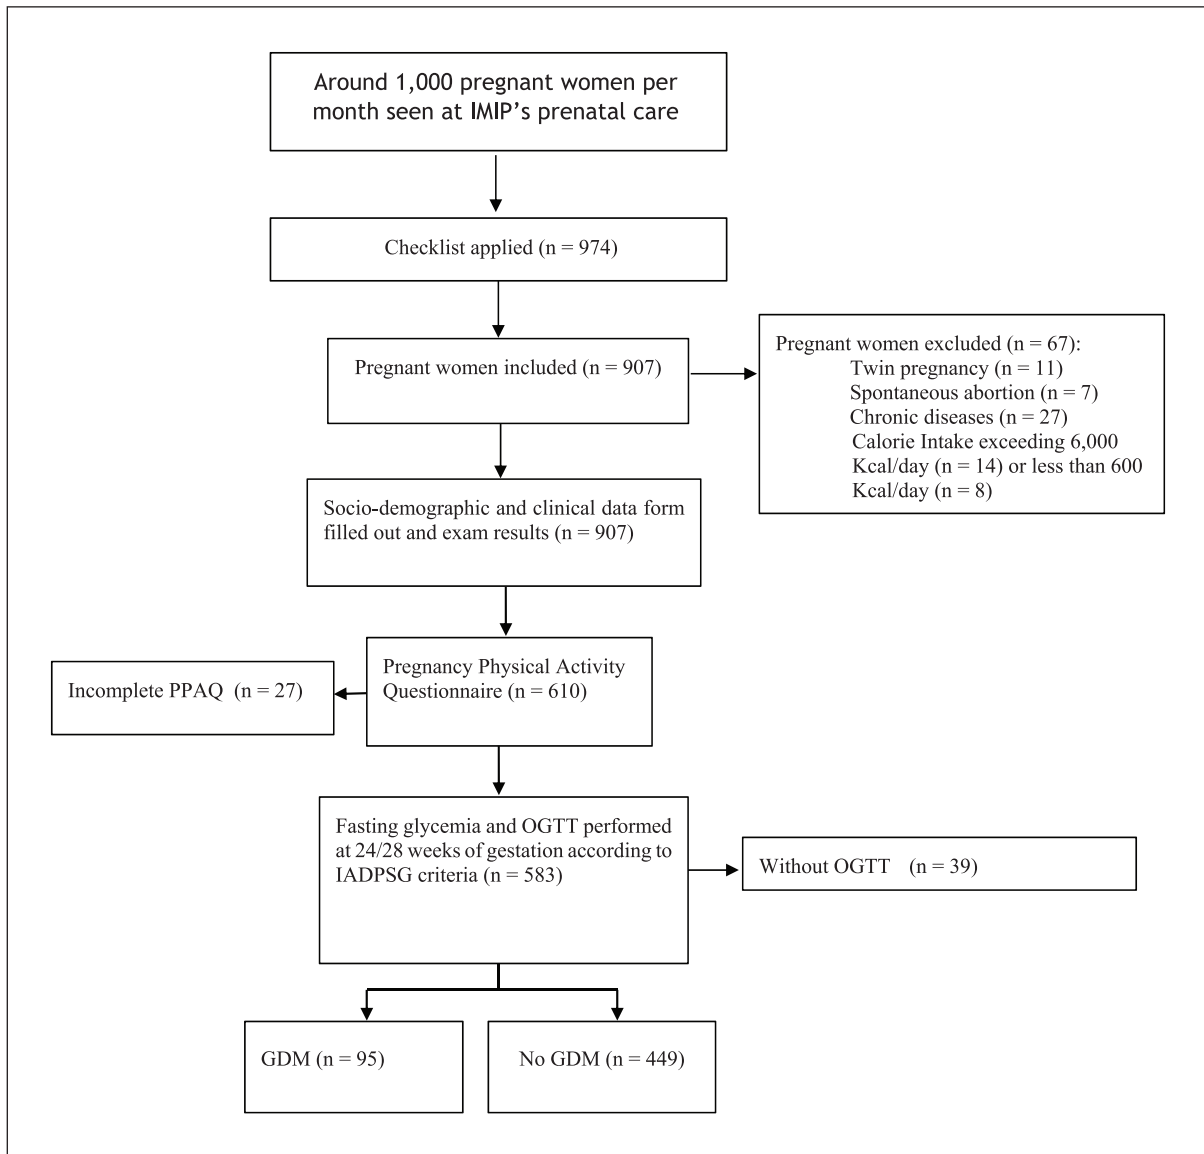 Around 1,000 pregnant women per
month seen at IMIP's prenatal care
Checklist applied (n = 974)
Pregnant women included (n = 907)
Pregnant women excluded (n = 67):
Twin pregnancy (n = 11)
Spontaneous abortion (n = 7)
Chronic diseases (n = 27)
Calorie Intake exceeding 6,000
Kcal/day (n = 14) or less than 600
Kcal/day (n = 8)
Socio-demographic and clinical data form
filled out and exam results (n = 907)
Pregnancy Physical Activity
Questionnaire (n = 610)
Incomplete PPAQ (n = 27)
Fasting glycemia and OGTT performed
at 24/28 weeks of gestation according to
IADPSG criteria (n = 583)
Without OGTT (n = 39)
GDM (n = 95)
No GDM (n = 449)